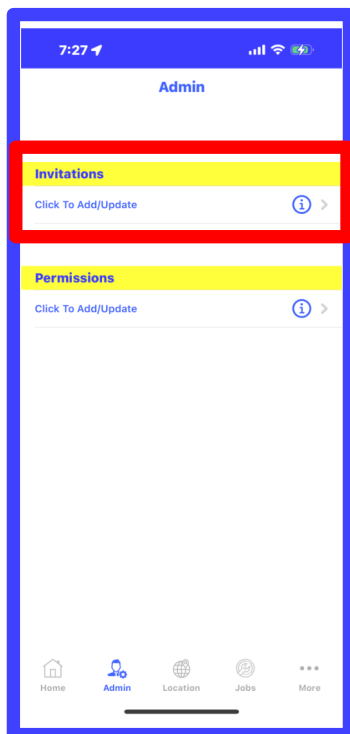 7:27
Admin
Invitations
Click To Add/Update
Permissions
Click To Add/Update
Home Admin Location Jobs More